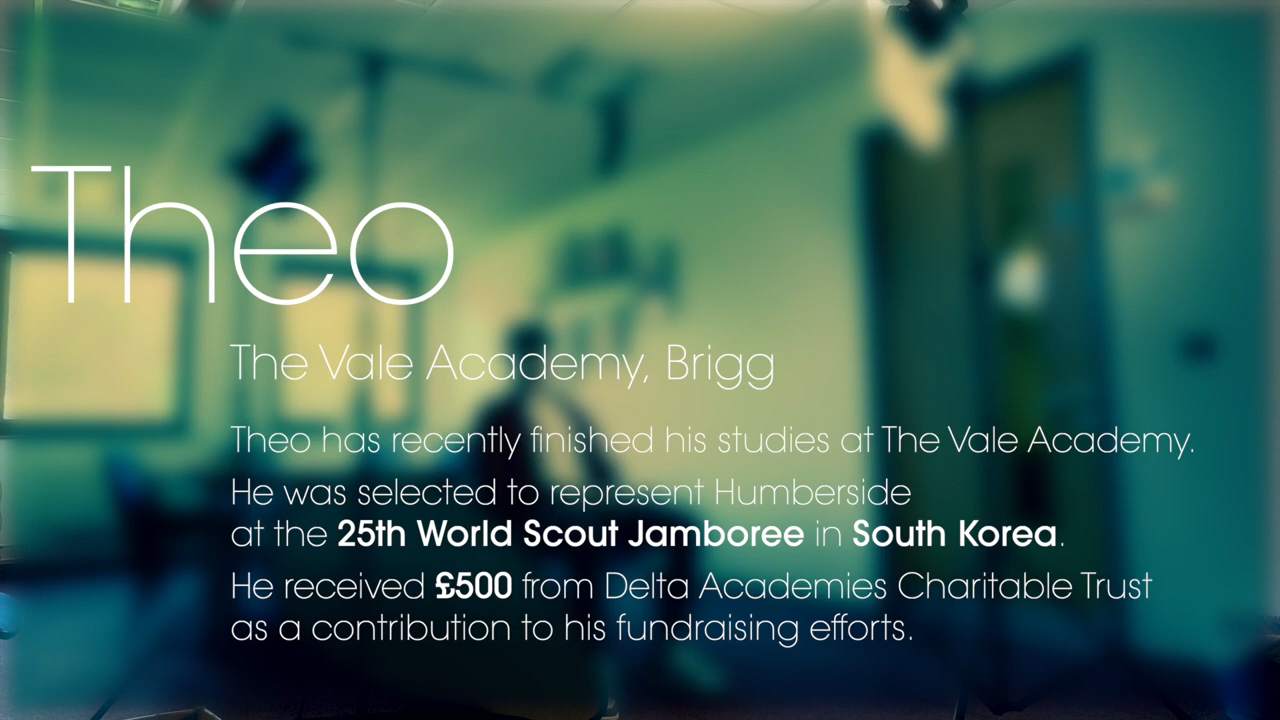 Theo
The Vale Academy, Brigg
Theo has recently finished his studies at The Vale Academy.
He was selected to represent Humberside
at the 25th World Scout Jamboree in South Korea.
He received £500 from Delta Academies Charitable Trust
as a contribution to his fundraising efforts.